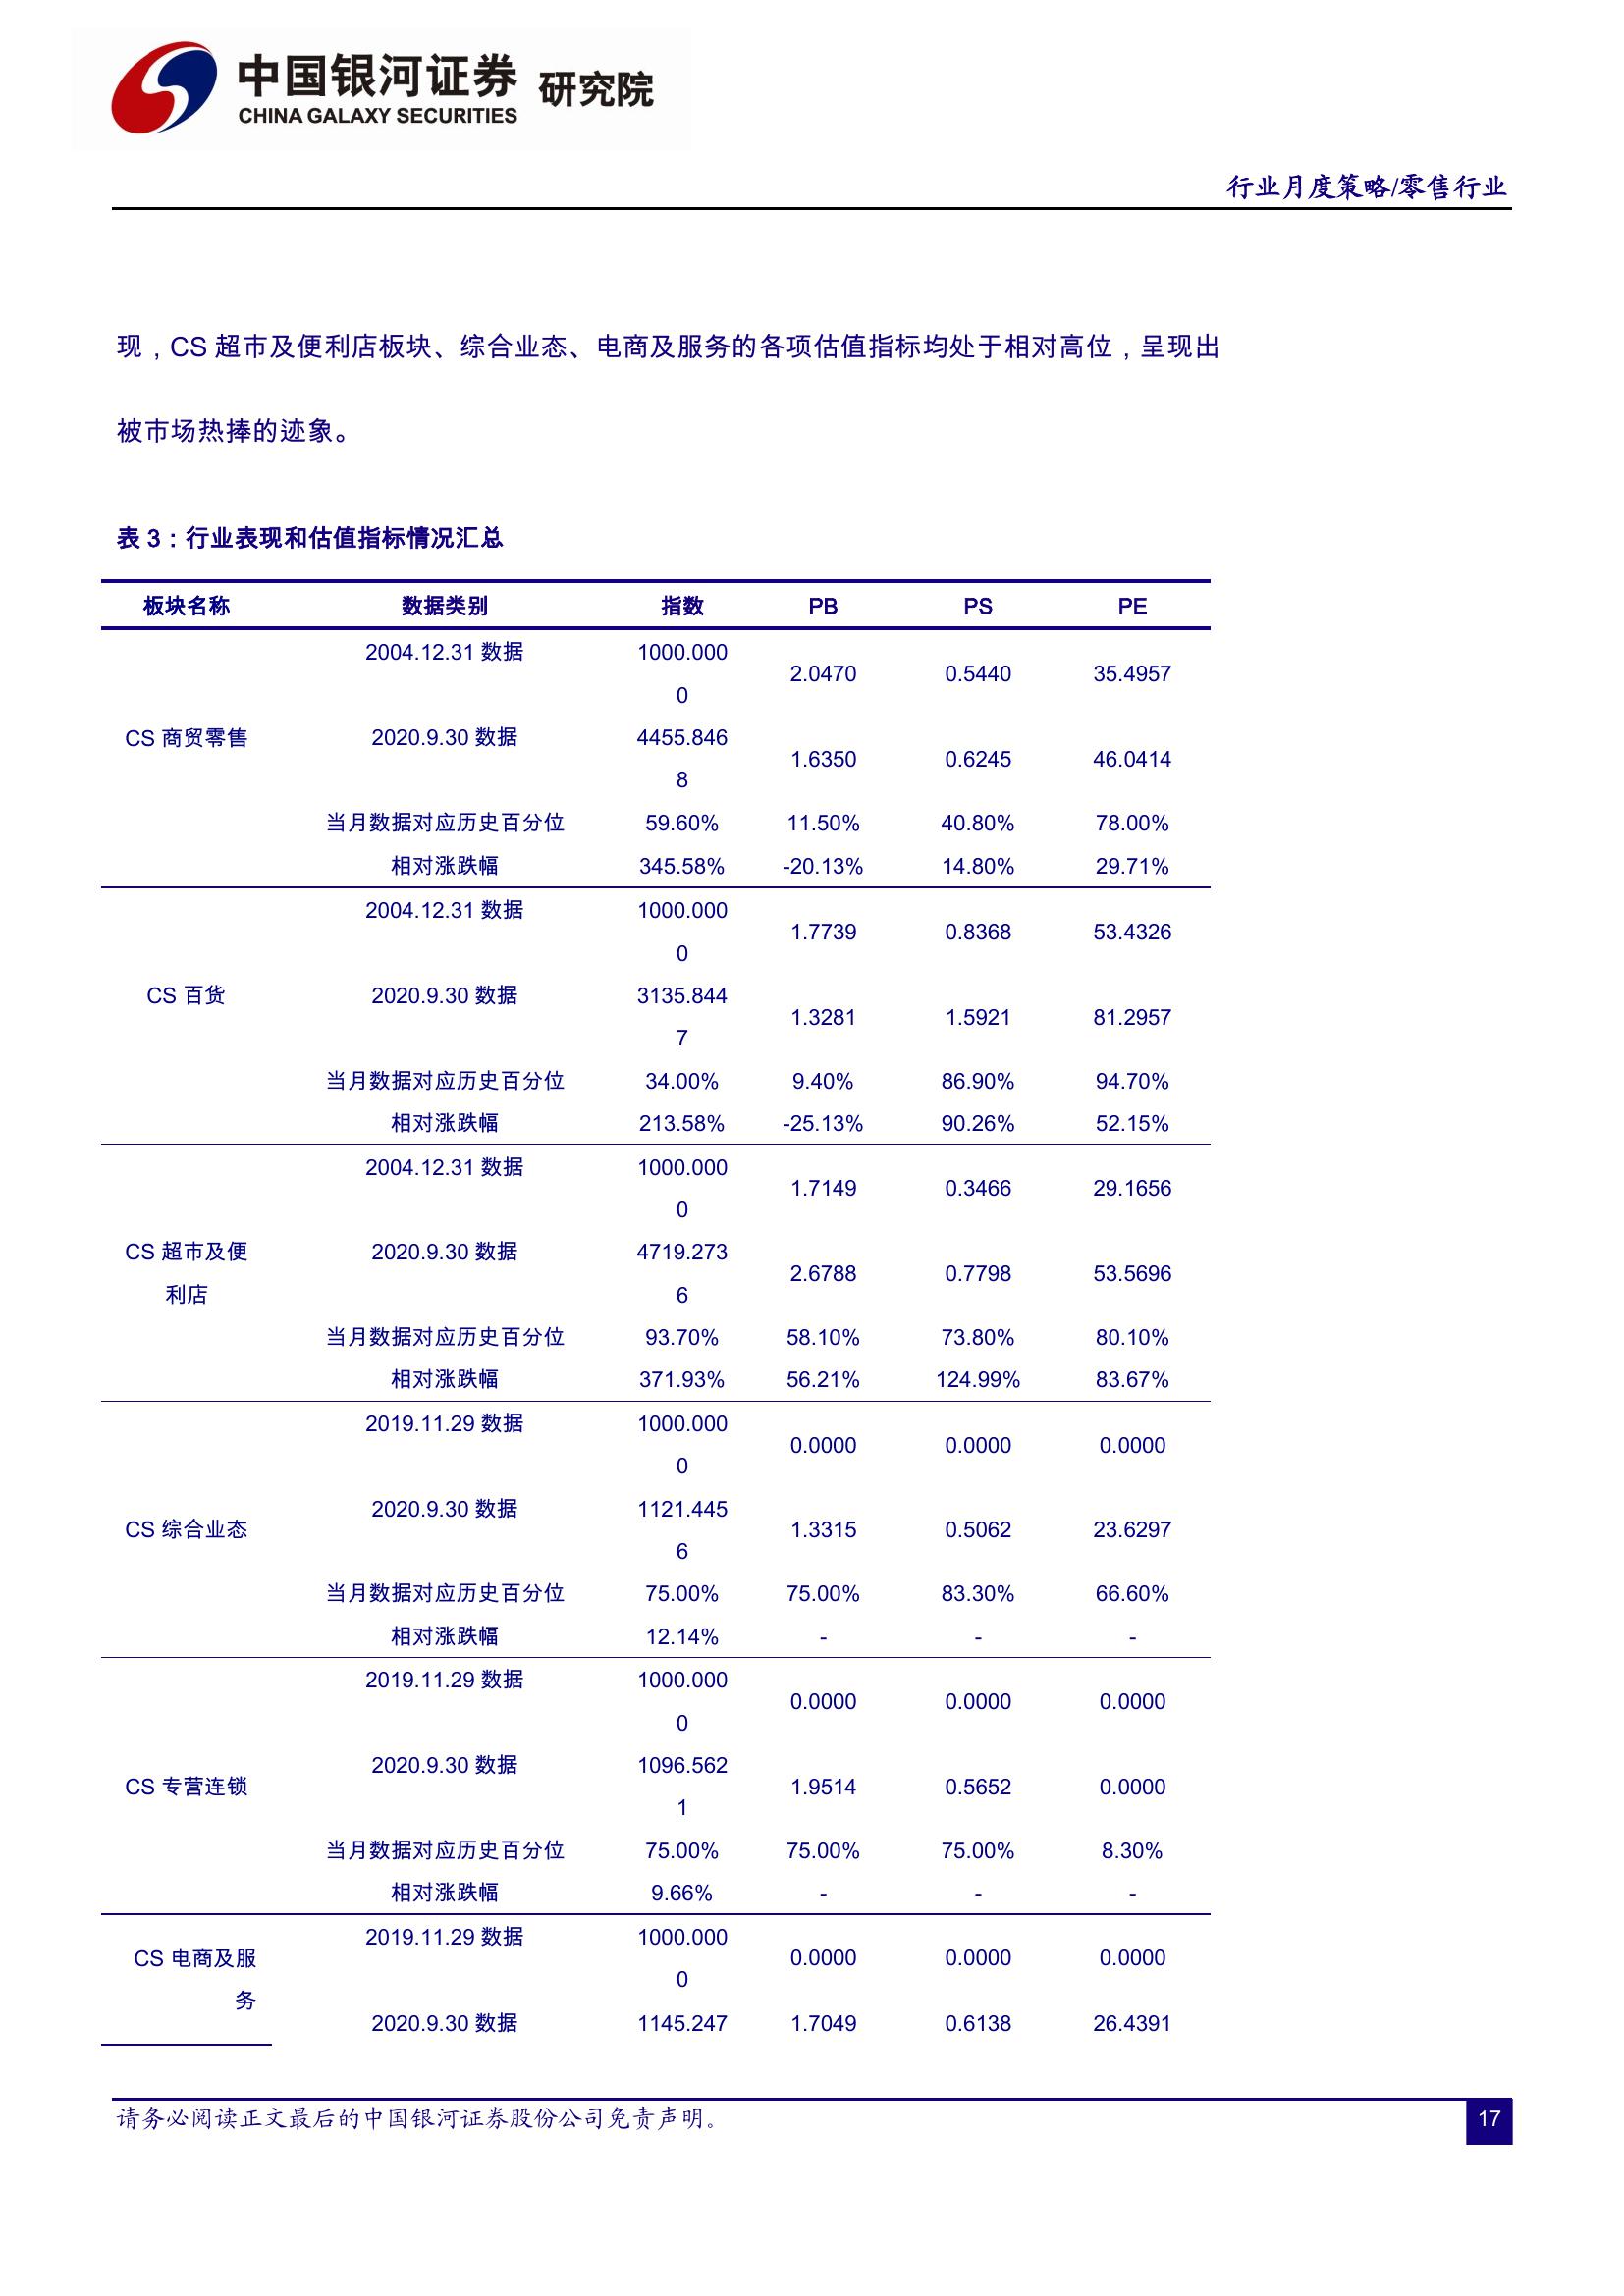 中国银河证券 研究院
CHINA GALAXY SECURITIES
行业月度策略/零售行业
现，CS 超市及便利店板块、综合业态、电商及服务的各项估值指标均处于相对高位，呈现出
被市场热捧的迹象。
表 3：行业表现和估值指标情况汇总
板块名称 数据类别 指数 PB PS PE
2004.12.31 数据 1000.000
0 2.0470 0.5440 35.4957
CS 商贸零售 2020.9.30 数据 4455.846
8 1.6350 0.6245 46.0414
当月数据对应历史百分位 59.60% 11.50% 40.80% 78.00%
相对涨跌幅 345.58% -20.13% 14.80% 29.71%
2004.12.31 数据 1000.000
0 1.7739 0.8368 53.4326
CS 百货 2020.9.30 数据 3135.844
7 1.3281 1.5921 81.2957
当月数据对应历史百分位 34.00% 9.40% 86.90% 94.70%
相对涨跌幅 213.58% -25.13% 90.26% 52.15%
2004.12.31 数据 1000.000
0 1.7149 0.3466 29.1656
CS 超市及便 2020.9.30 数据 4719.273
利店 6 2.6788 0.7798 53.5696
当月数据对应历史百分位 93.70% 58.10% 73.80% 80.10%
相对涨跌幅 371.93% 56.21% 124.99% 83.67%
2019.11.29 数据 1000.000
0 0.0000 0.0000 0.0000
CS 综合业态 2020.9.30 数据 1121.445
6 1.3315 0.5062 23.6297
当月数据对应历史百分位 75.00% 75.00% 83.30% 66.60%
相对涨跌幅 12.14% - - -
2019.11.29 数据 1000.000
0 0.0000 0.0000 0.0000
CS 专营连锁 2020.9.30 数据 1096.562
1 1.9514 0.5652 0.0000
当月数据对应历史百分位 75.00% 75.00% 75.00% 8.30%
相对涨跌幅 9.66% - - -
CS 电商及服 2019.11.29 数据 1000.000
务 0 0.0000 0.0000 0.0000
2020.9.30 数据 1145.247 1.7049 0.6138 26.4391
请务必阅读正文最后的中国银河证券股份公司免责声明。
17